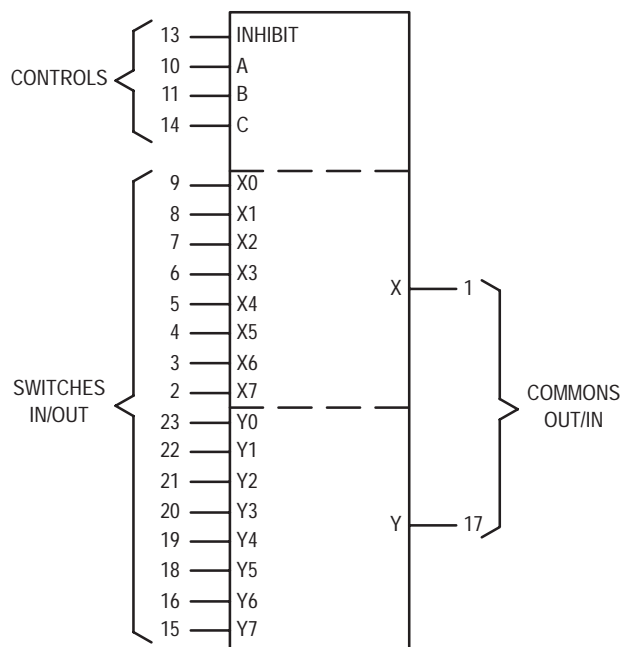 13 INHIBIT
10 A
CONTROLS
11 B
14 C
9 X0
8 X1
7 X2
6 X3
X 1
5 X4
4 X5
3 X6
2 X7
SWITCHES
IN/OUT
COMMONS
OUT/IN
23 Y0
22 Y1
21 Y2
20 Y3
Y 17
19 Y4
18 Y5
16 Y6
15 Y7